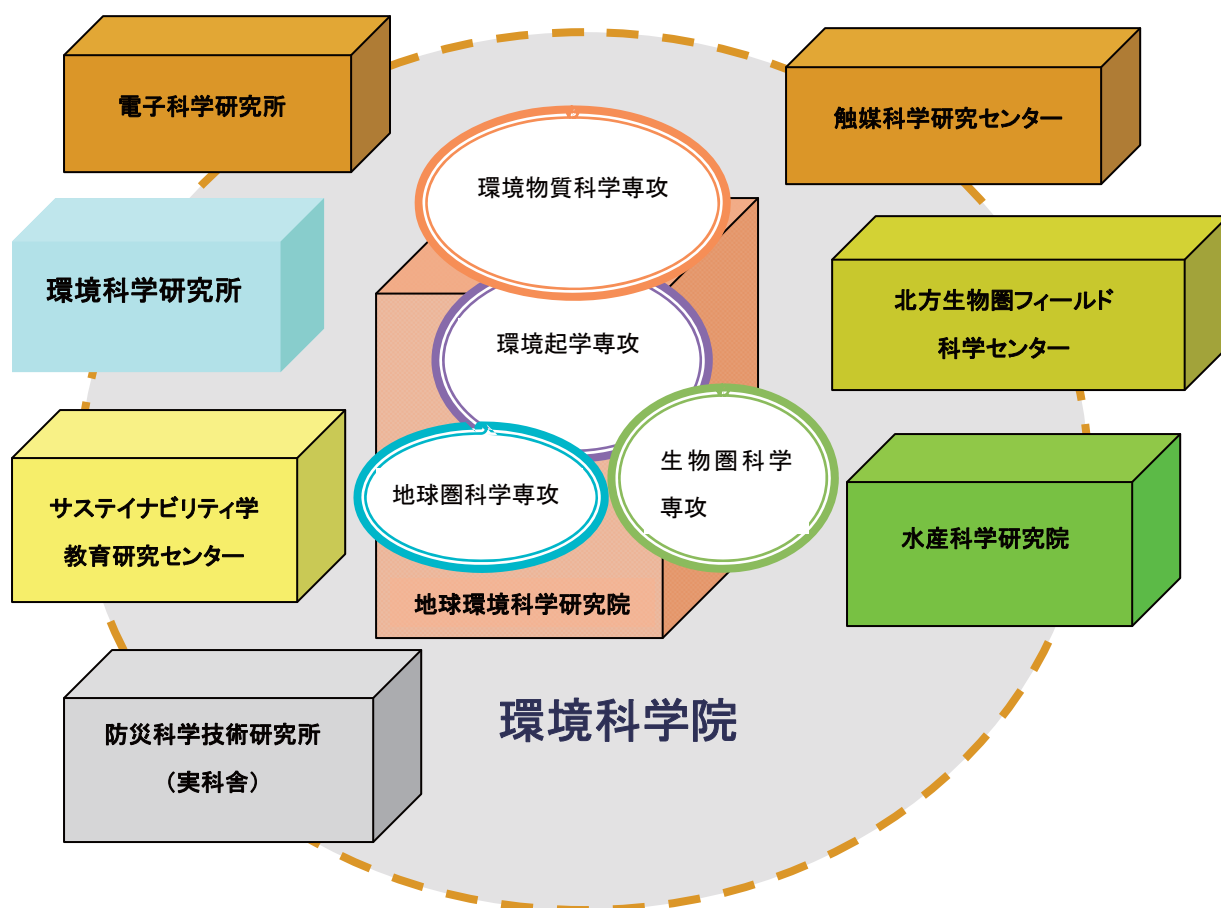 電子科学研究所
触媒科学研究センター
環境物質科学専攻
環境科学研究所
北方生物圏フィールド
科学センター
環境起学専攻
生物圏科学
専攻
地球圏科学専攻
サステイナビリティ学
教育研究センター
水産科学研究院
地球環境科学研究院
環境科学院
防災科学技術研究所
（実科舎）